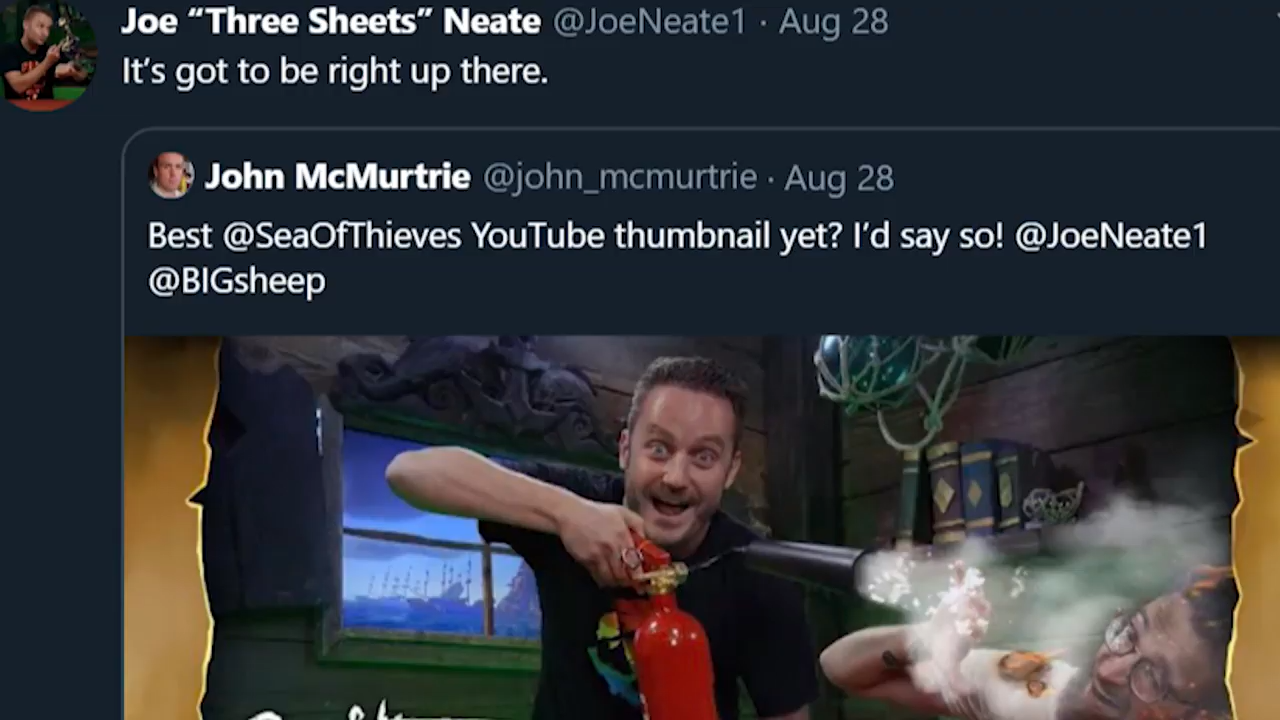 Joe “Three Sheets” Neate @JoeNeate1 · Aug 28
It’s got to be right up there.
John McMurtrie @john_mcmurtrie · Aug 28
Best @SeaOfThieves YouTube thumbnail yet? I’d say so! @JoeNeate1
@BIGsheep